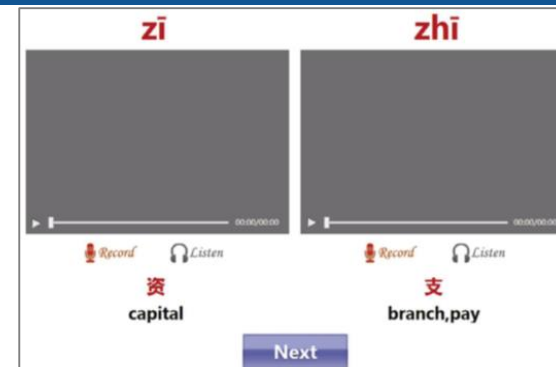 zī
zhī
00:00/00:00
00:00/00:00
Record
Listen
Record
Listen
资
支
capital
branch,pay
Next